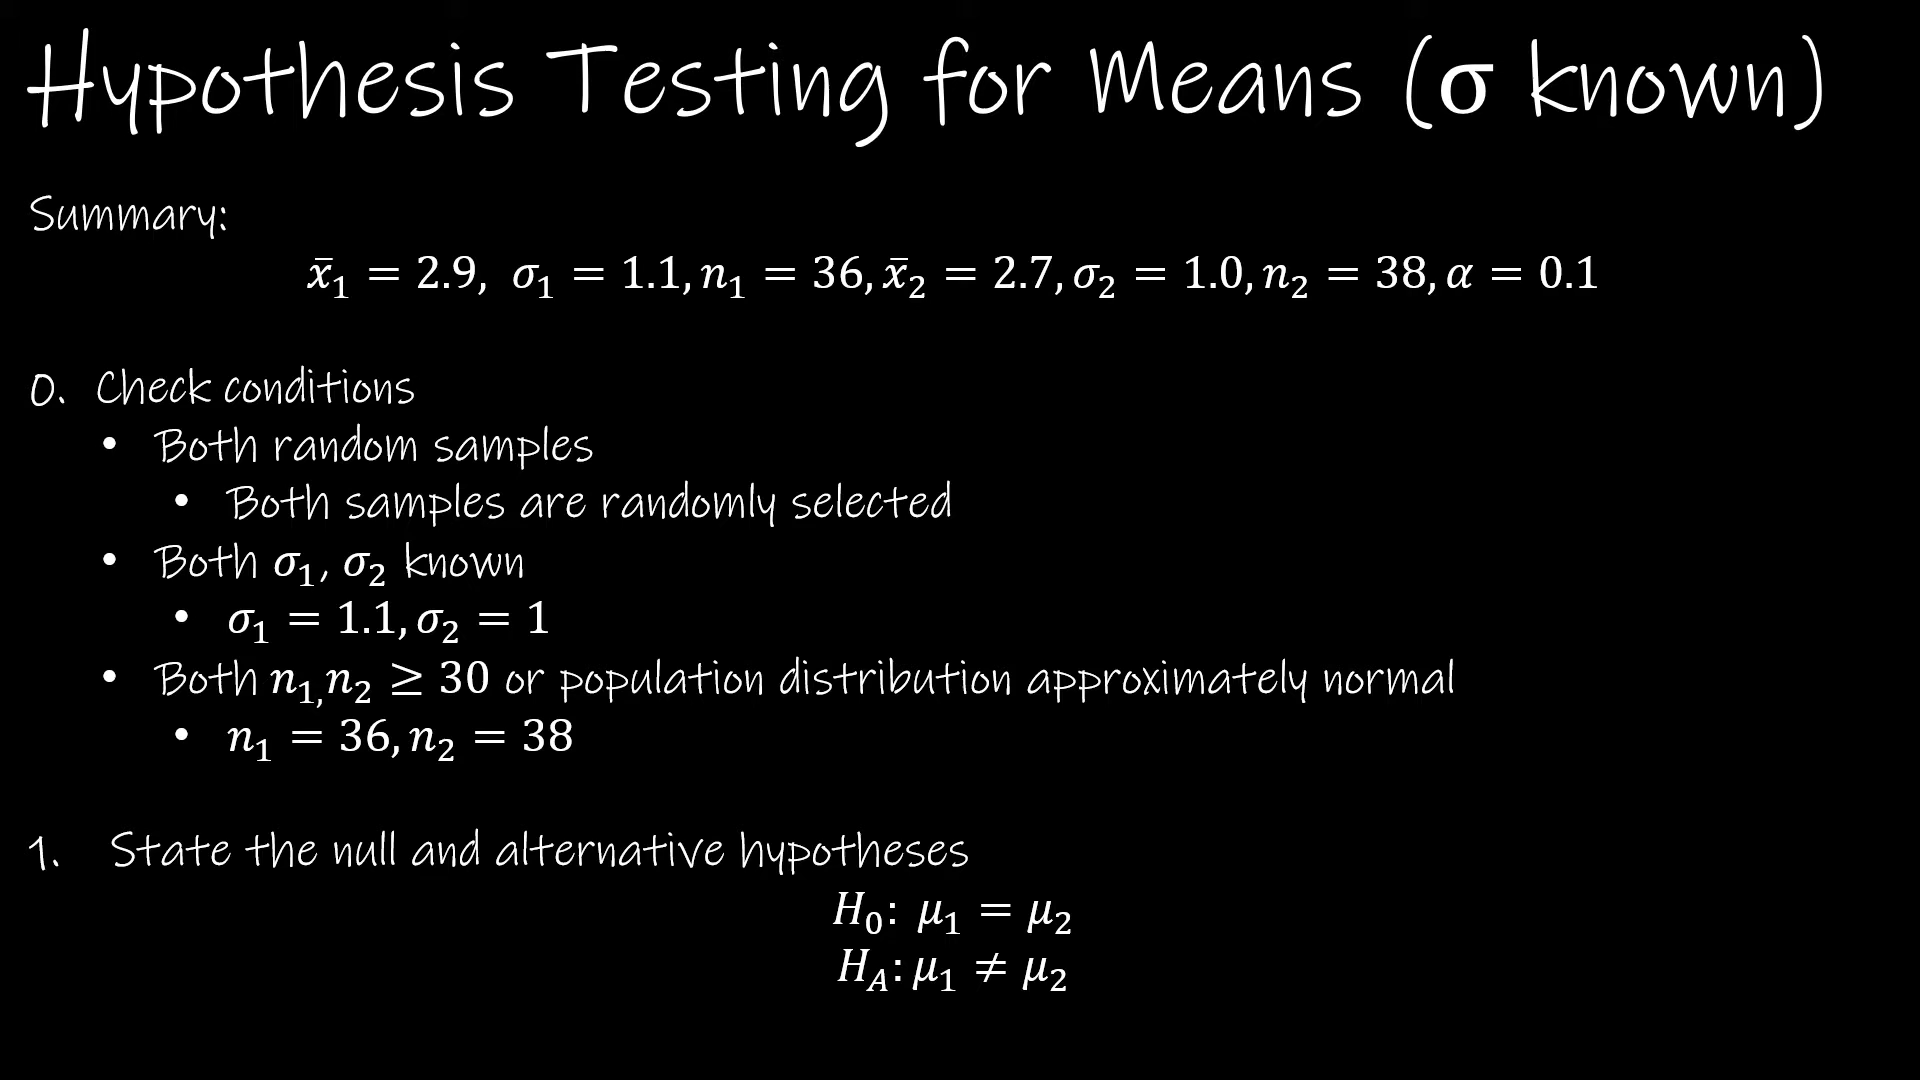 Hypothesis Testing for Means (σ known)
Summary:
x̄₁ = 2.9, σ₁ = 1.1, n₁ = 36, x̄₂ = 2.7, σ₂ = 1.0, n₂ = 38, α = 0.1
0. Check conditions
• Both random samples
• Both samples are randomly selected
• Both σ₁, σ₂ known
• σ₁ = 1.1, σ₂ = 1
• Both n₁,n₂ ≥ 30 or population distribution approximately normal
• n₁ = 36, n₂ = 38
1. State the null and alternative hypotheses
H₀: μ₁ = μ₂
H_A: μ₁ ≠ μ₂